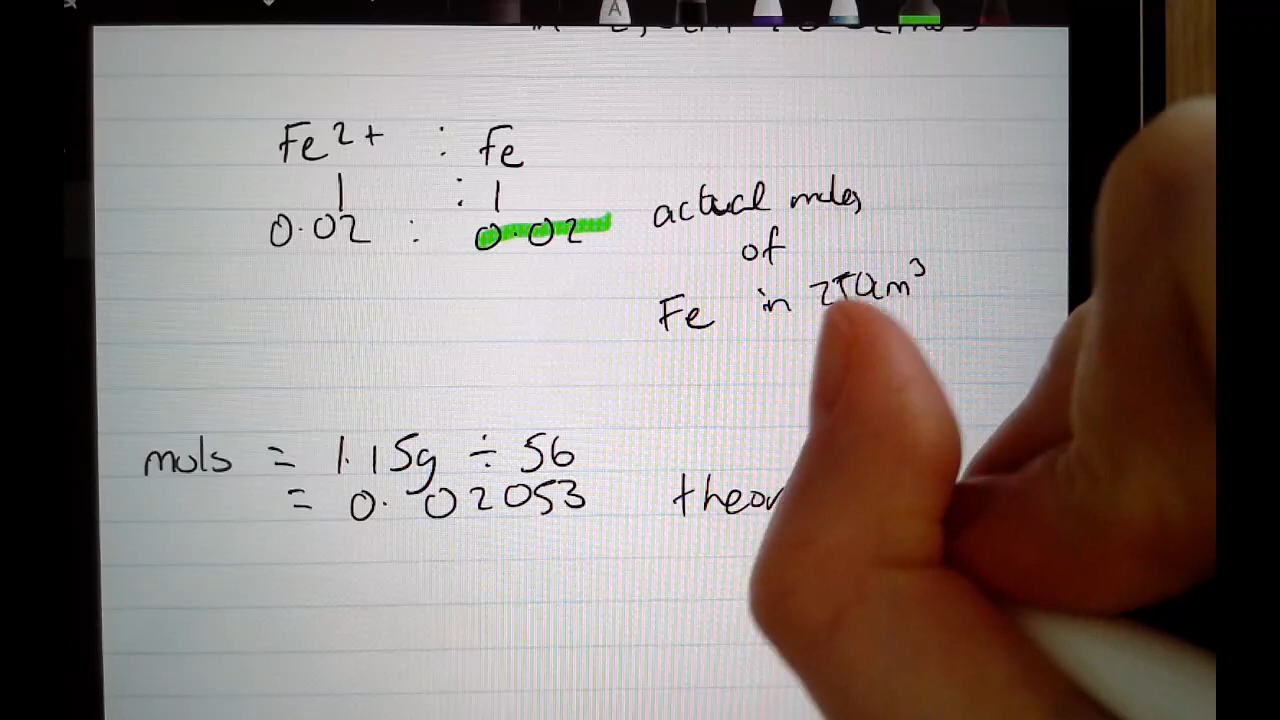 A
Fe2+ : Fe
1 : 1
0.02 : 0.02
actual moles
of
Fe in
mols = 1.15g ÷ 56
= 0.02053 theor